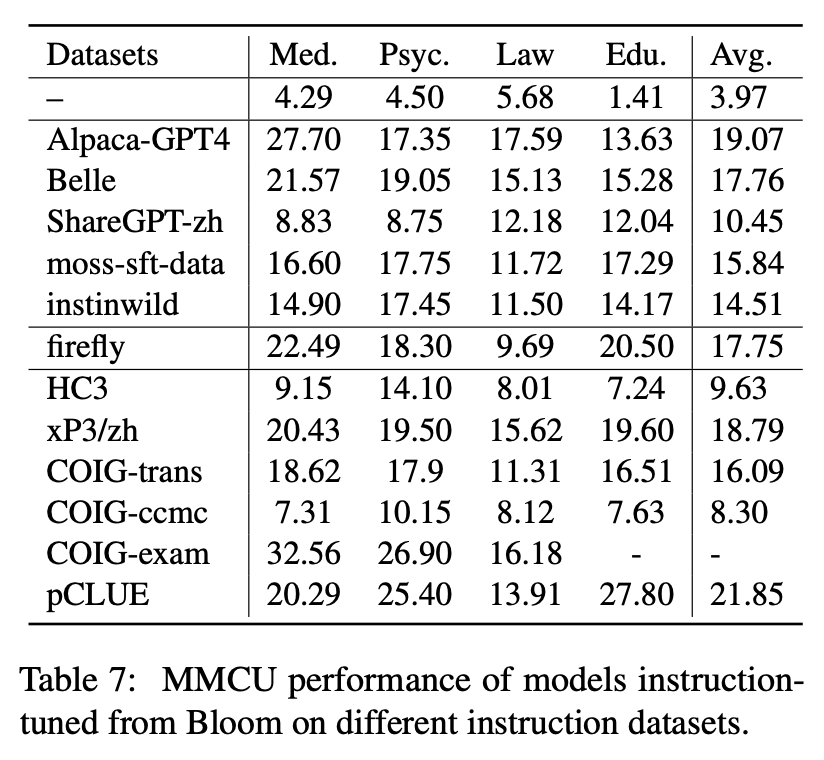 Datasets Med. Psyc. Law Edu. Avg.
– 4.29 4.50 5.68 1.41 3.97
Alpaca-GPT4 27.70 17.35 17.59 13.63 19.07
Belle 21.57 19.05 15.13 15.28 17.76
ShareGPT-zh 8.83 8.75 12.18 12.04 10.45
moss-sft-data 16.60 17.75 11.72 17.29 15.84
instinwild 14.90 17.45 11.50 14.17 14.51
firefly 22.49 18.30 9.69 20.50 17.75
HC3 9.15 14.10 8.01 7.24 9.63
xP3/zh 20.43 19.50 15.62 19.60 18.79
COIG-trans 18.62 17.9 11.31 16.51 16.09
COIG-ccmc 7.31 10.15 8.12 7.63 8.30
COIG-exam 32.56 26.90 16.18 - -
pCLUE 20.29 25.40 13.91 27.80 21.85
Table 7: MMCU performance of models instruction-
tuned from Bloom on different instruction datasets.